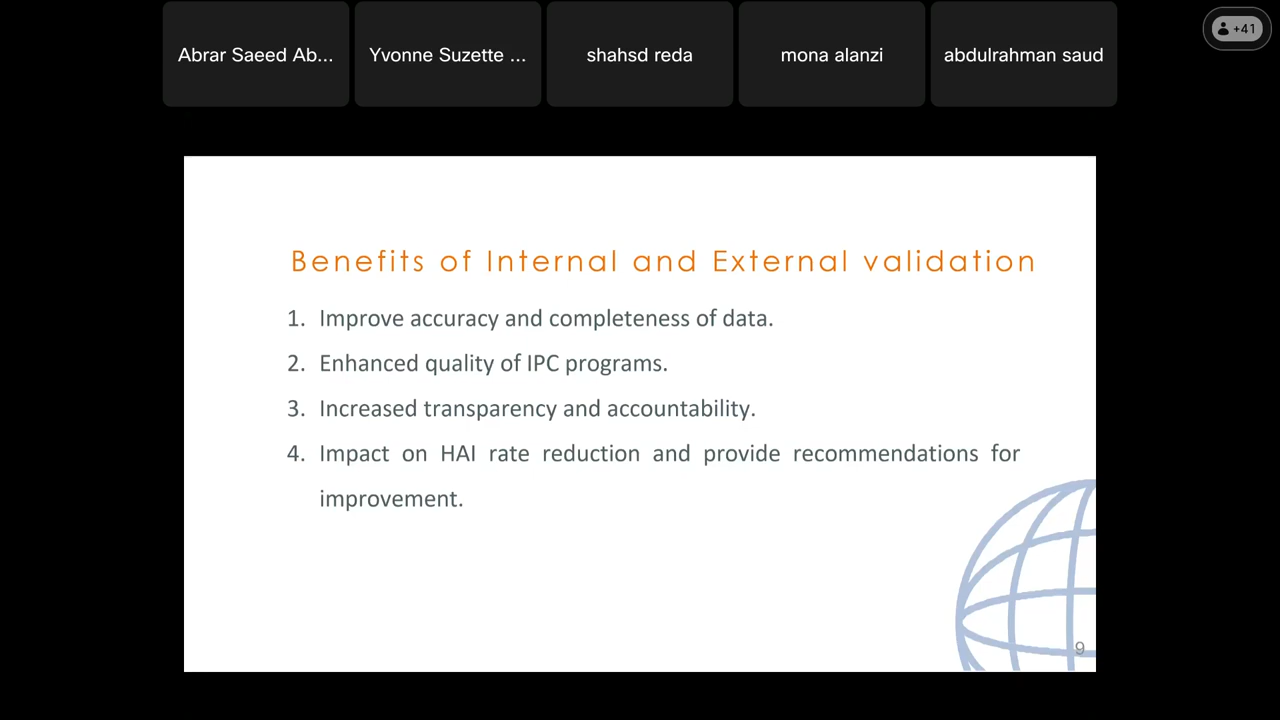 Abrar Saeed Ab...
Yvonne Suzette ...
shahsd reda
mona alanzi
abdulrahman saud
+41
Benefits of Internal and External validation
1. Improve accuracy and completeness of data.
2. Enhanced quality of IPC programs.
3. Increased transparency and accountability.
4. Impact on HAI rate reduction and provide recommendations for
improvement.
9